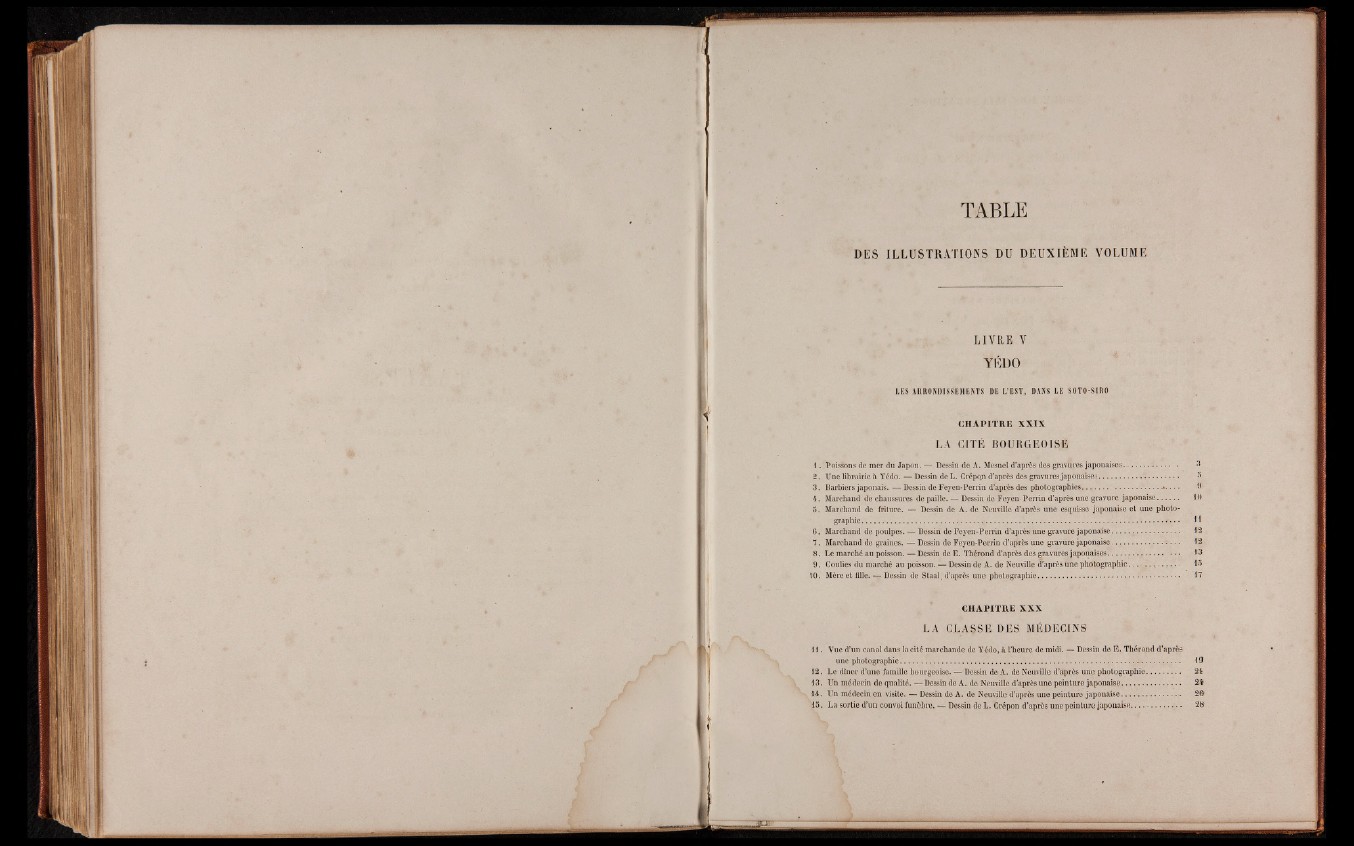 TABLE
DES ILLUSTRATIONS DU DEUXIÈME VOLUME
LIVRE V
YÉDO
LES ARRONDISSEMENTS DE L'EST, DANS LE SOTO-SIRO
CHAPITRE XXIX
LA CITÉ BOURGEOISE
1. Poissons de mer du Japon. — Dessin de A. Mesnel d'après des gravures japonaises. 3
2. Une librairie à Yédo. — Dessin de L. Crépon d'après des gravures japonaises. 5
3. Barbiers japonais. — Dessin de Feyen-Perrin d'après des photographies. 9
4. Marchand de chaussures de paille. — Dessin de Feyen-Perrin d'après une gravure japonaise. 10
5. Marchand de friture. — Dessin de A. de Neuville d'après une esquisse japonaise et une photo-
graphie. 11
6. Marchand de poulpes. — Dessin de Feyen-Perrin d'après une gravure japonaise. 12
7. Marchand de graines. — Dessin de Feyen-Perrin d'après une gravure japonaise. 12
8. Le marché au poisson. — Dessin de E. Thérond d'après des gravures japonaises. 13
9. Coulies du marché au poisson. — Dessin de A. de Neuville d'après une photographie. 15
10. Mère et fille. — Dessin de Staal, d'après une photographie. 17
CHAPITRE XXX
LA CLASSE DES MÉDECINS
11. Vue d'un canal dans la cité marchande de Yédo, à l'heure de midi. — Dessin de E. Thérond d'après
une photographie. 19
12. Le dîner d'une famille bourgeoise. — Dessin de A. de Neuville d'après une photographie. 21
13. Un médecin de qualité. — Dessin de A. de Neuville d'après une peinture japonaise. 24
14. Un médecin en visite. — Dessin de A. de Neuville d'après une peinture japonaise. 26
15. La sortie d'un convoi funèbre. — Dessin de L. Crépon d'après une peinture japonaise. 28